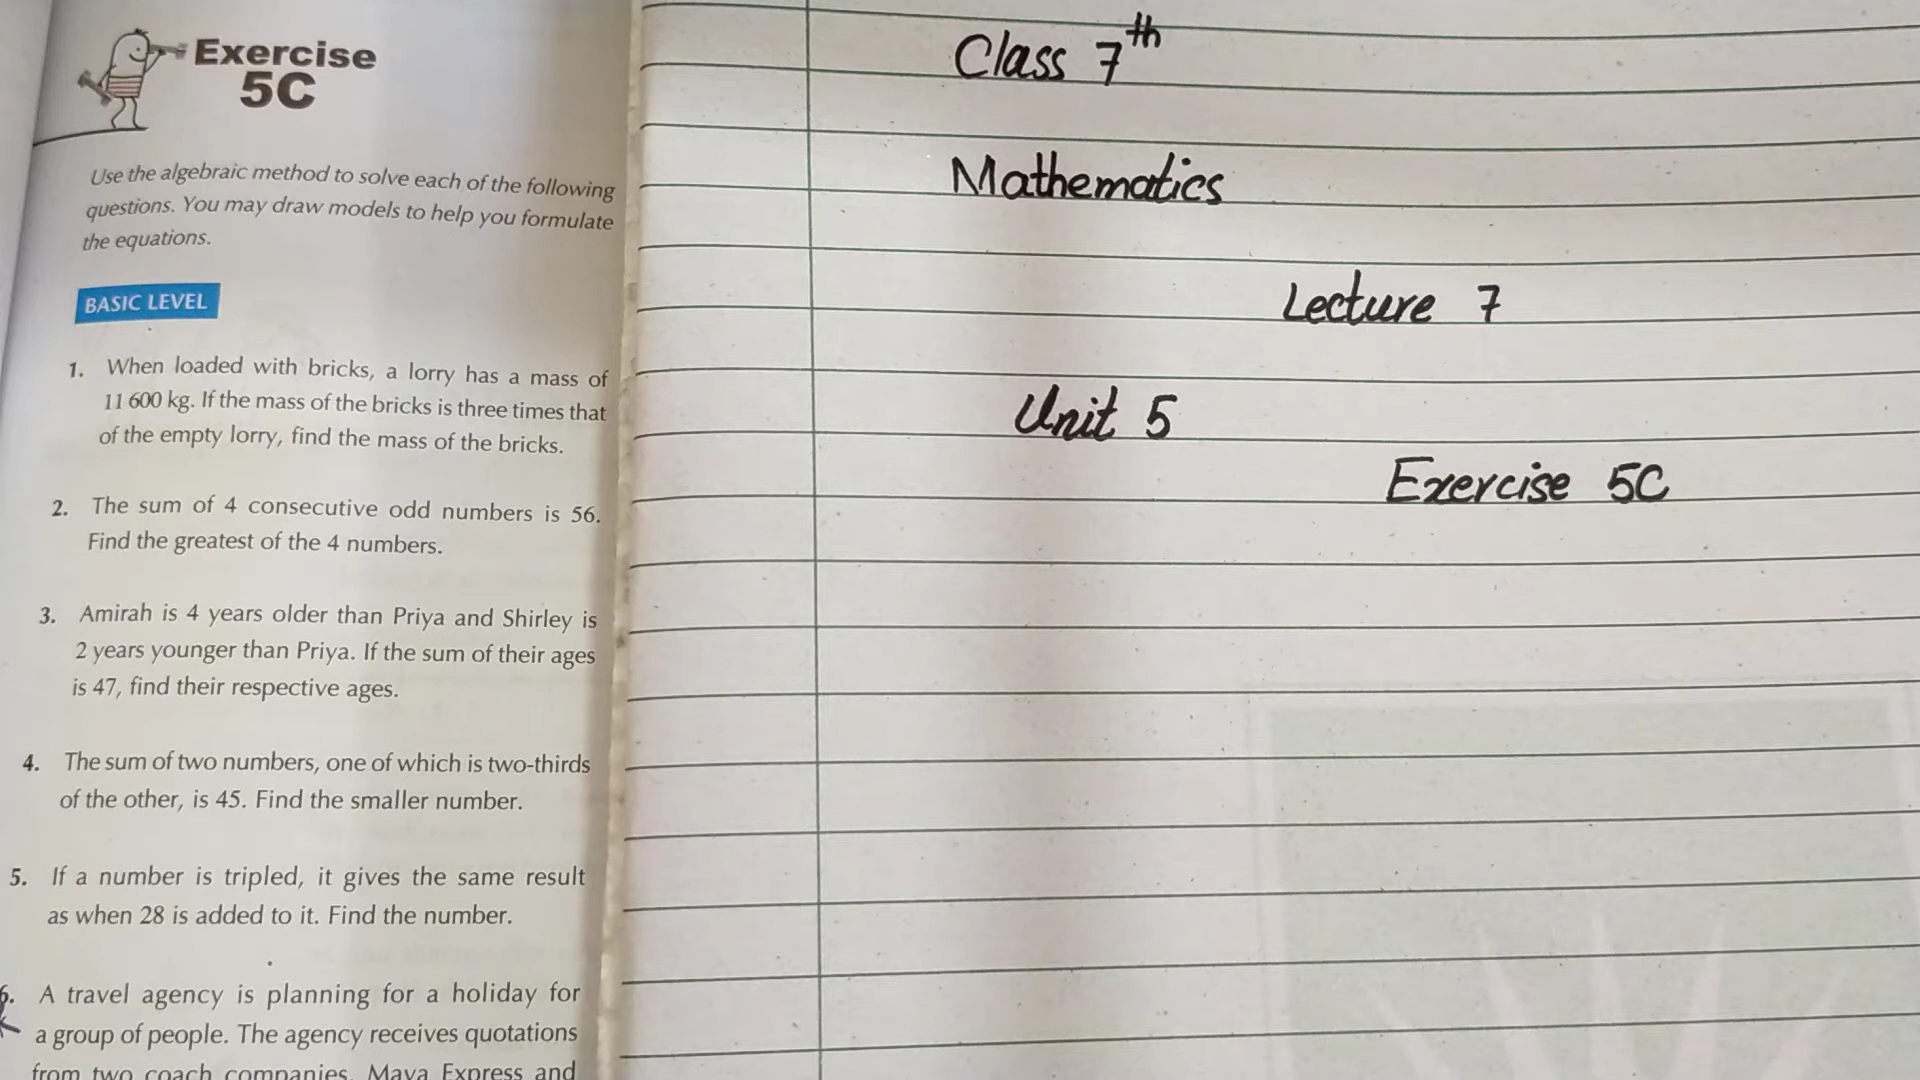 Exercise
5C
Use the algebraic method to solve each of the following
questions. You may draw models to help you formulate
the equations.
BASIC LEVEL
1. When loaded with bricks, a lorry has a mass of
11 600 kg. If the mass of the bricks is three times that
of the empty lorry, find the mass of the bricks.
2. The sum of 4 consecutive odd numbers is 56.
Find the greatest of the 4 numbers.
3. Amirah is 4 years older than Priya and Shirley is
2 years younger than Priya. If the sum of their ages
is 47, find their respective ages.
4. The sum of two numbers, one of which is two-thirds
of the other, is 45. Find the smaller number.
5. If a number is tripled, it gives the same result
as when 28 is added to it. Find the number.
6. A travel agency is planning for a holiday for
a group of people. The agency receives quotations
from two coach companies, Maya Express and
Class 7th
Mathematics
Lecture 7
Unit 5
Exercise 5C